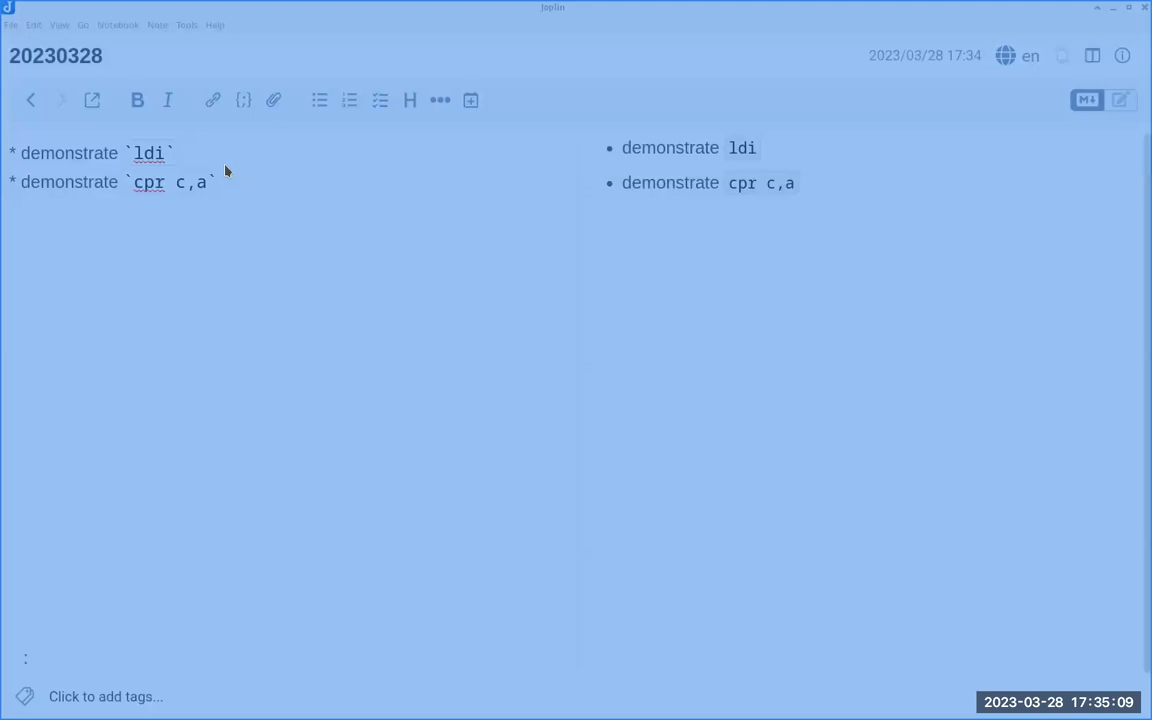 Joplin
File Edit View Go Notebook Note Tools Help
20230328
2023/03/28 17:34 en
* demonstrate `ldi`
* demonstrate `cpr c,a`
• demonstrate ldi
• demonstrate cpr c,a
:
Click to add tags...
2023-03-28 17:35:09